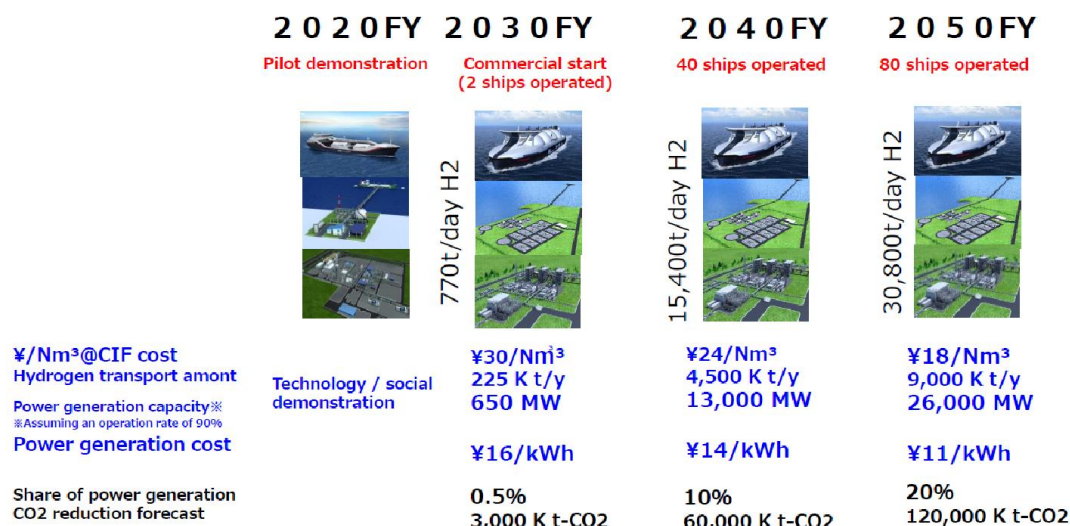 2020FY 2030FY 2040FY 2050FY
Pilot demonstration
Commercial start
(2 ships operated)
40 ships operated
80 ships operated
770t/day H2
15,400t/day H2
30,800t/day H2
¥/Nm³@CIF cost ¥30/Nm³ ¥24/Nm³ ¥18/Nm³
Hydrogen transport amont 225 K t/y 4,500 K t/y 9,000 K t/y
Technology / social
demonstration
Power generation capacity※ 650 MW 13,000 MW 26,000 MW
※Assuming an operation rate of 90%
Power generation cost ¥16/kWh ¥14/kWh ¥11/kWh
Share of power generation 0.5% 10% 20%
CO2 reduction forecast 3,000 K t-CO2 60,000 K t-CO2 120,000 K t-CO2